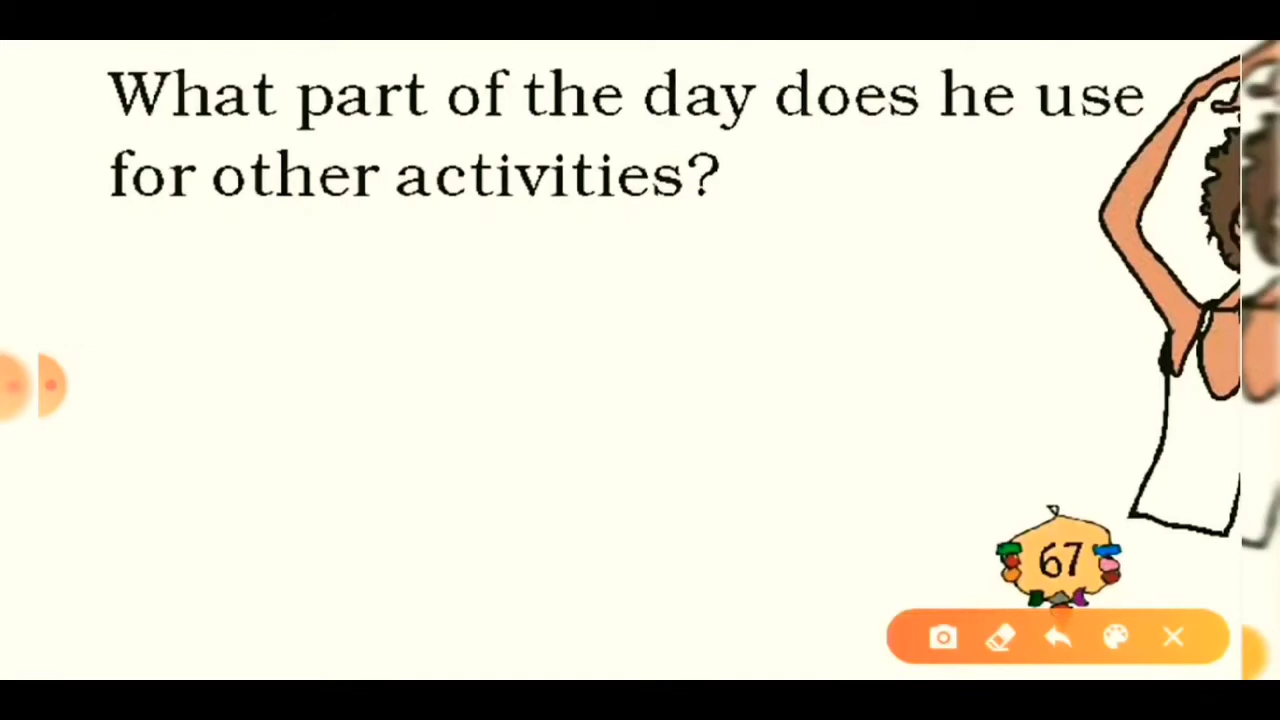 What part of the day does he use
for other activities?
67